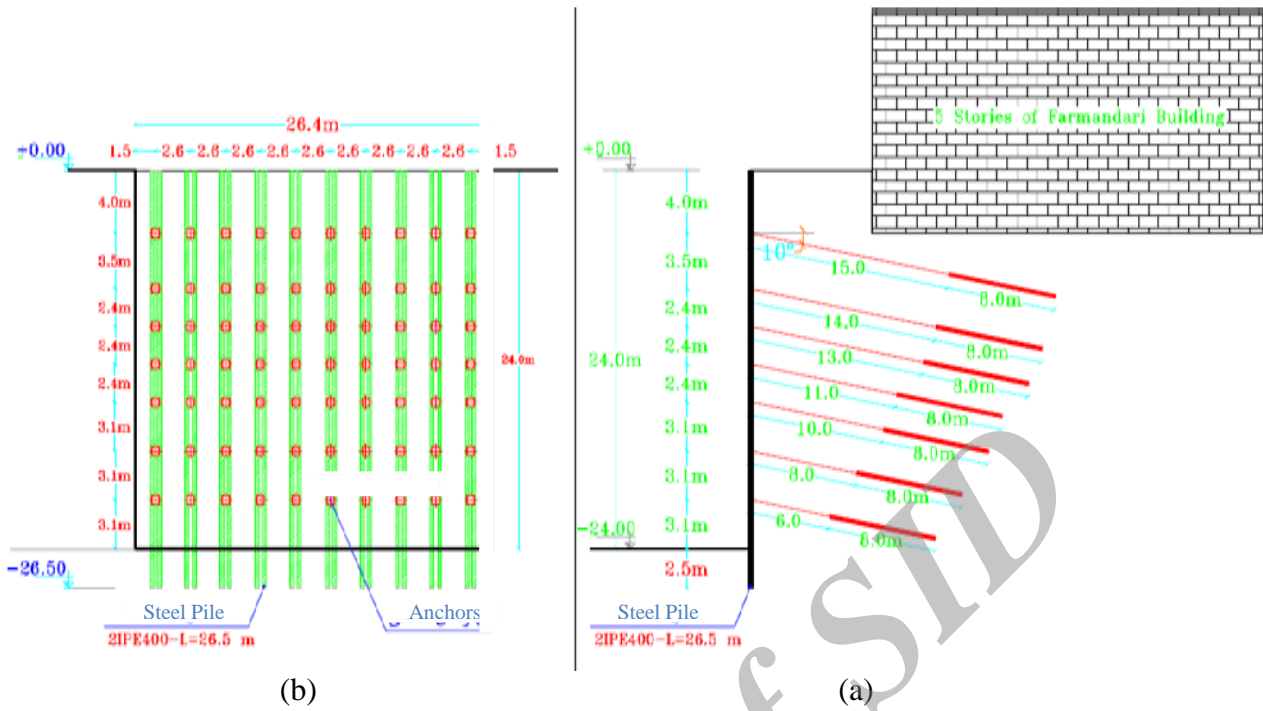 26.4m
1.5 2.6 2.6 2.6 2.6 2.6 2.6 2.6 2.6 2.6 1.5
+0.00
4.0m
3.5m
2.4m
2.4m
2.4m
3.1m
3.1m
3.1m
24.0m
-26.50
Steel Pile
Anchors
2IPE400-L=26.5 m
(b)
5 Stories of Farmandari Building
+0.00
4.0m
3.5m
2.4m
2.4m
2.4m
3.1m
3.1m
3.1m
2.5m
24.0m
-24.00
10°
15.0
8.0m
14.0
8.0m
13.0
8.0m
11.0
8.0m
10.0
8.0m
8.0
8.0m
6.0
8.0m
Steel Pile
2IPE400-L=26.5 m
(a)
of SID